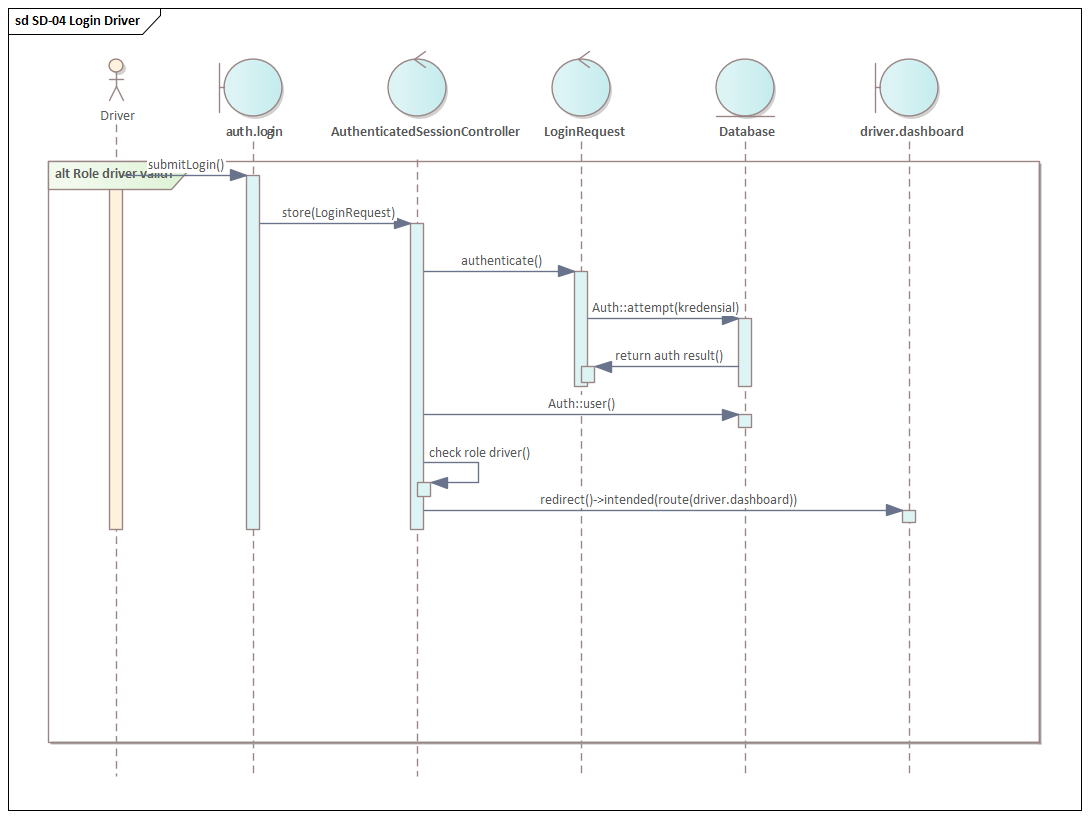 sd SD-04 Login Driver
Driver
auth.login
AuthenticatedSessionController
LoginRequest
Database
driver.dashboard
submitLogin()
alt Role driver valid?
store(LoginRequest)
authenticate()
Auth::attempt(kredensial)
return auth result()
Auth::user()
check role driver()
redirect()->intended(route(driver.dashboard))